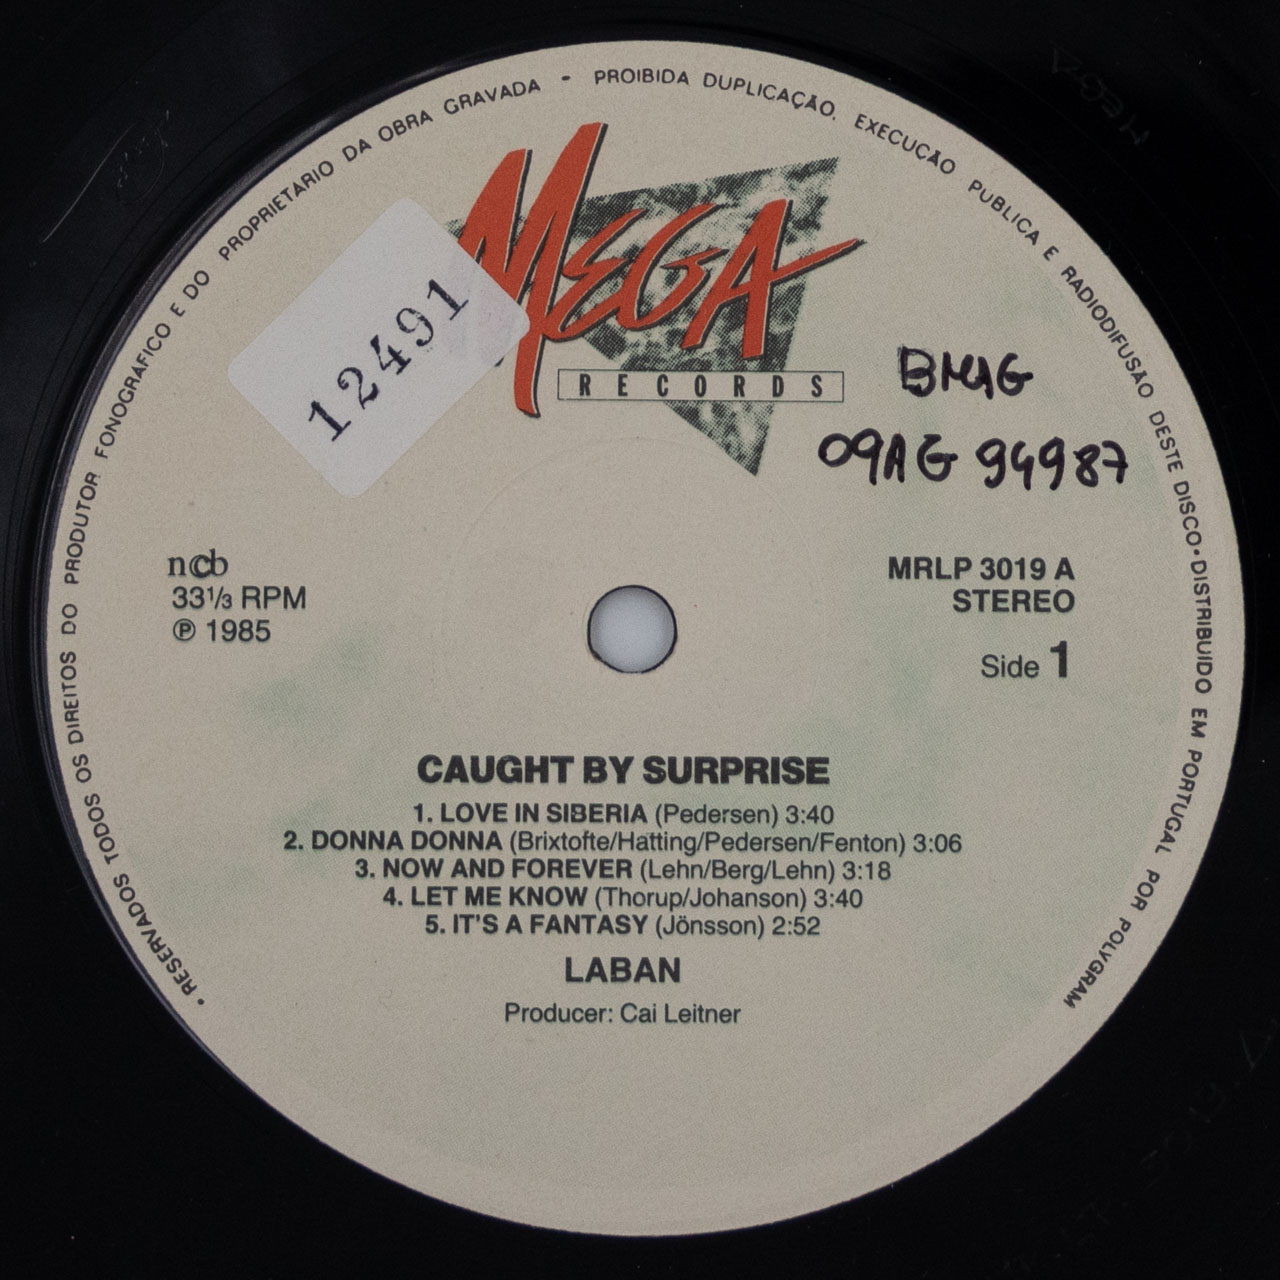 • RESERVADOS TODOS OS DIREITOS DO PRODUTOR FONOGRAFICO E DO PROPRIETARIO DA OBRA GRAVADA - PROIBIDA DUPLICAÇÃO, EXECUÇÃO PUBLICA E RADIODIFUSÃO DESTE DISCO • DISTRIBUIDO EM PORTUGAL POR POLYGRAM
MEGA
RECORDS
12491
BMAG
09AG 94987
ncb
33⅓ RPM
℗ 1985
MRLP 3019 A
STEREO
Side 1
CAUGHT BY SURPRISE
1. LOVE IN SIBERIA (Pedersen) 3:40
2. DONNA DONNA (Brixtofte/Hatting/Pedersen/Fenton) 3:06
3. NOW AND FOREVER (Lehn/Berg/Lehn) 3:18
4. LET ME KNOW (Thorup/Johanson) 3:40
5. IT'S A FANTASY (Jönsson) 2:52
LABAN
Producer: Cai Leitner